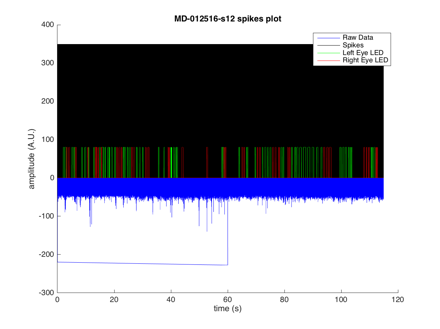 MD-012516-s12 spikes plot
Raw Data
Spikes
Left Eye LED
Right Eye LED
amplitude (A.U.)
400
300
200
100
0
-100
-200
-300
0
20
40
60
80
100
120
time (s)